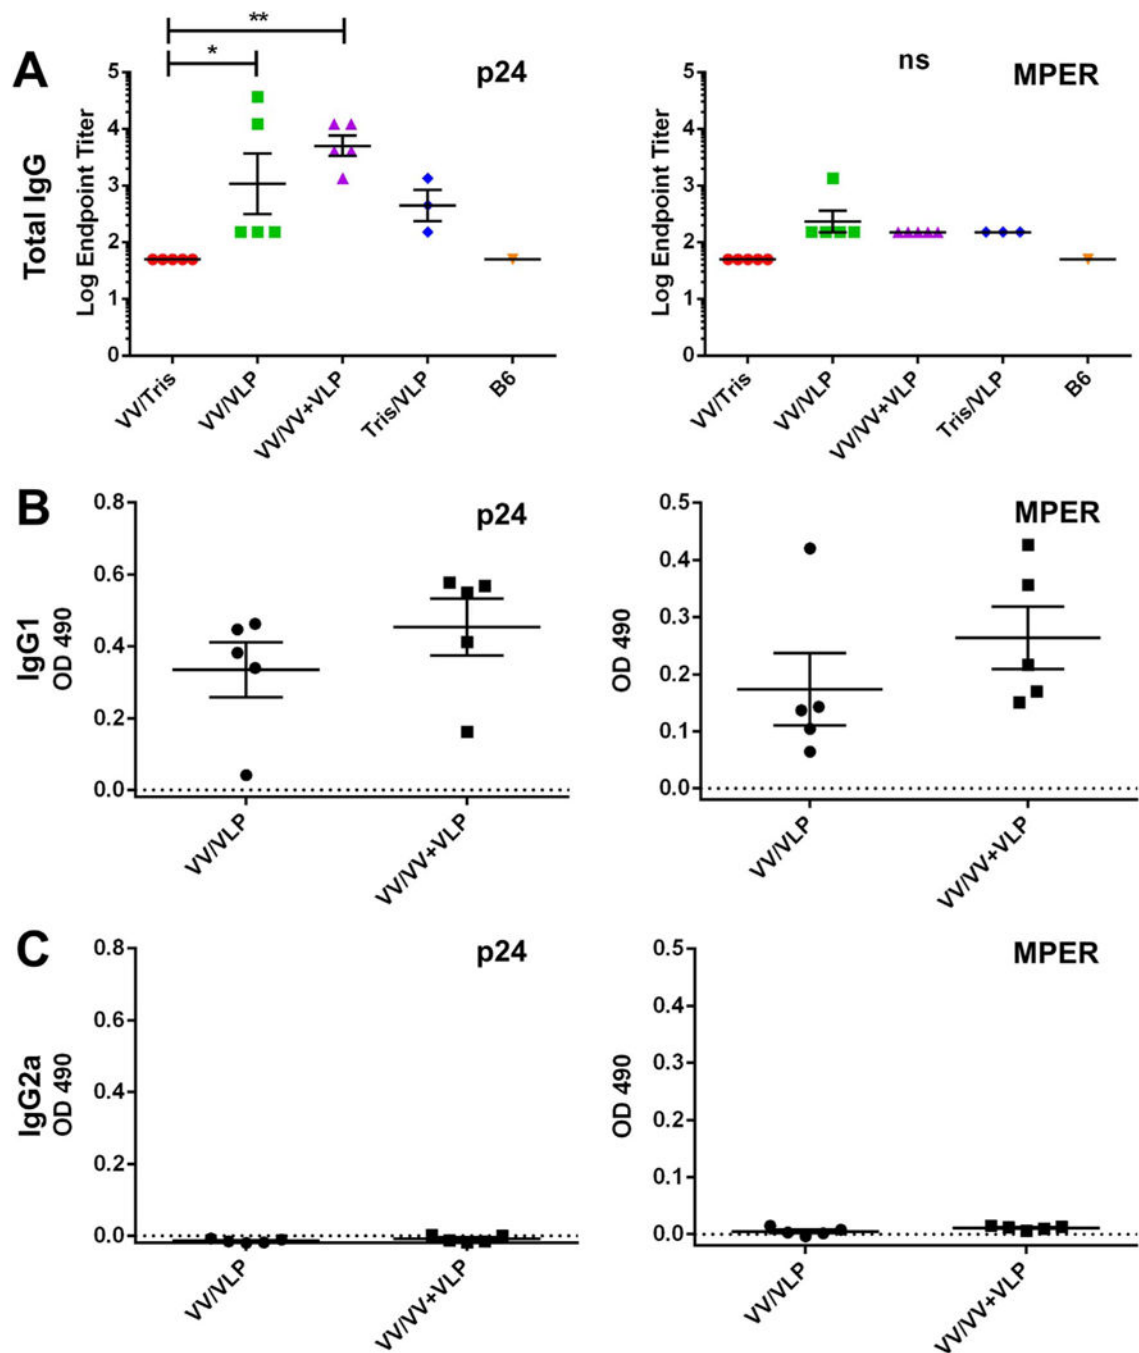 A
Total IgG
**
*
p24
Log Endpoint Titer
5
4
3
2
1
0
VV/Tris
VV/VLP
VV/VV+VLP
Tris/VLP
B6
ns
MPER
Log Endpoint Titer
5
4
3
2
1
0
VV/Tris
VV/VLP
VV/VV+VLP
Tris/VLP
B6
B
IgG1
OD 490
p24
0.8
0.6
0.4
0.2
0.0
VV/VLP
VV/VV+VLP
MPER
OD 490
0.5
0.4
0.3
0.2
0.1
0.0
VV/VLP
VV/VV+VLP
C
IgG2a
OD 490
p24
0.8
0.6
0.4
0.2
0.0
VV/VLP
VV/VV+VLP
MPER
OD 490
0.5
0.4
0.3
0.2
0.1
0.0
VV/VLP
VV/VV+VLP